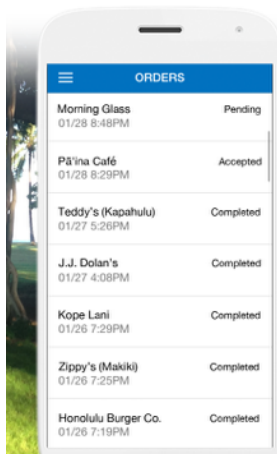 ORDERS
Morning Glass Pending
01/28 8:48PM
Pā'ina Café Accepted
01/28 8:29PM
Teddy's (Kapahulu) Completed
01/27 5:26PM
J.J. Dolan's Completed
01/27 4:08PM
Kope Lani Completed
01/26 7:29PM
Zippy's (Makiki) Completed
01/26 7:25PM
Honolulu Burger Co. Completed
01/26 7:19PM